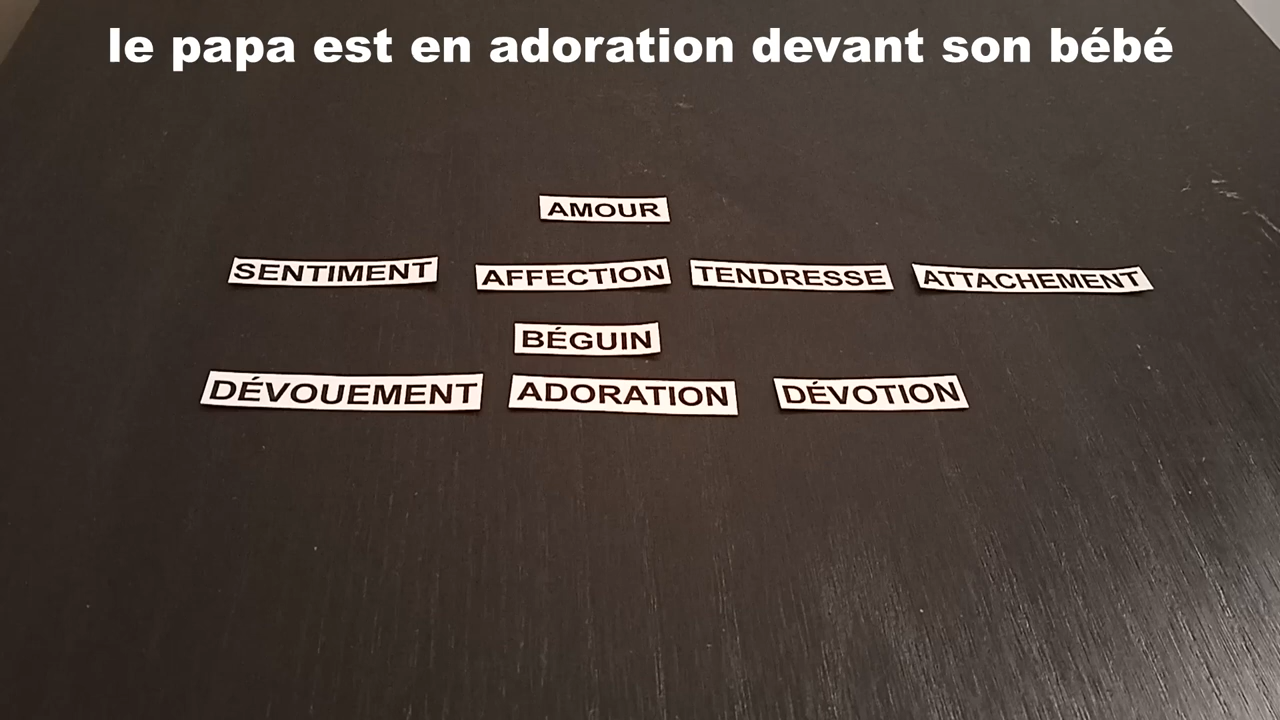 le papa est en adoration devant son bébé
AMOUR
SENTIMENT AFFECTION TENDRESSE ATTACHEMENT
BÉGUIN
DÉVOUEMENT ADORATION DÉVOTION